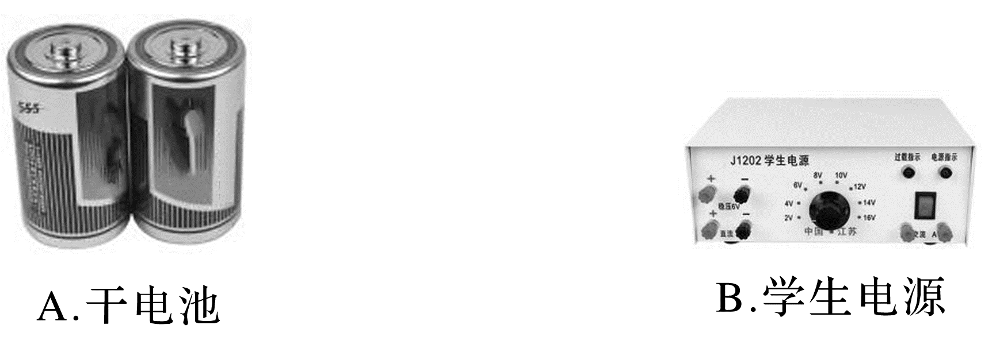 555
J1202 学生电源
过载指示 电源指示
+ −
稳压6V
+ −
直流
2V 4V 6V 8V 10V 12V 14V 16V
中国 江苏
交流 A
A.干电池
B.学生电源